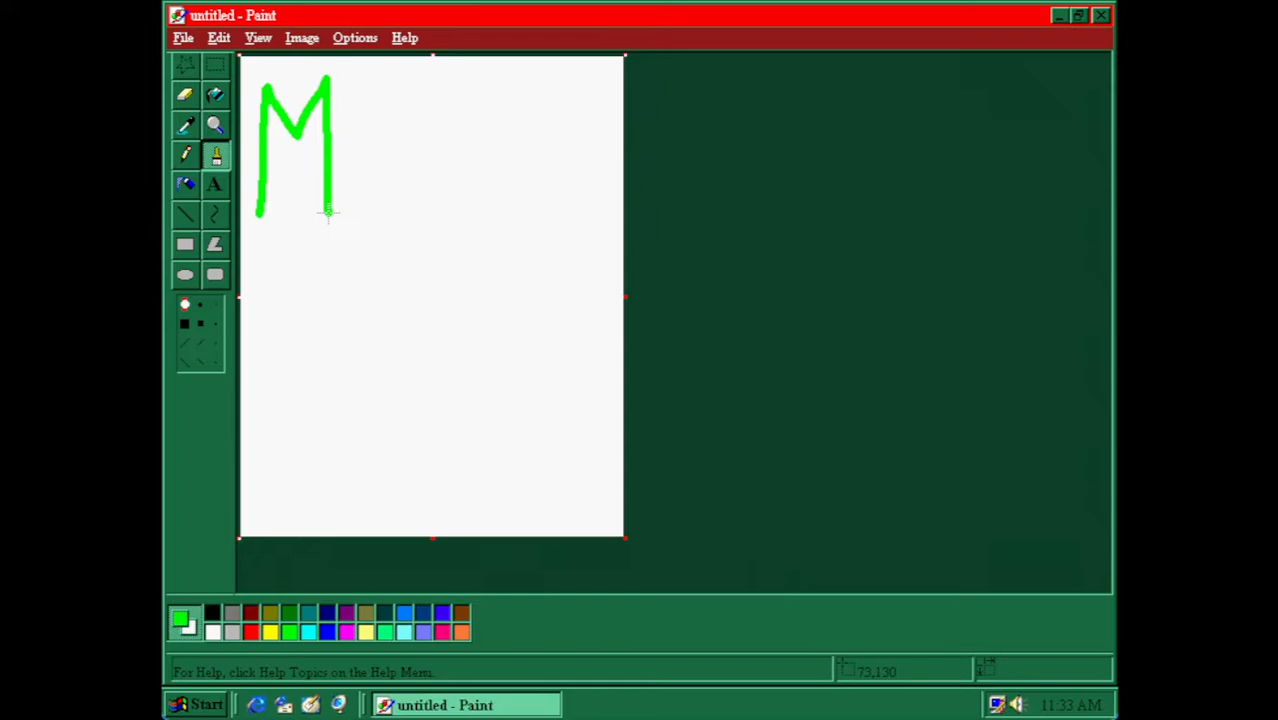 untitled - Paint
File Edit View Image Options Help
M
A
For Help, click Help Topics on the Help Menu.
73,130
Start
untitled - Paint
11:33 AM